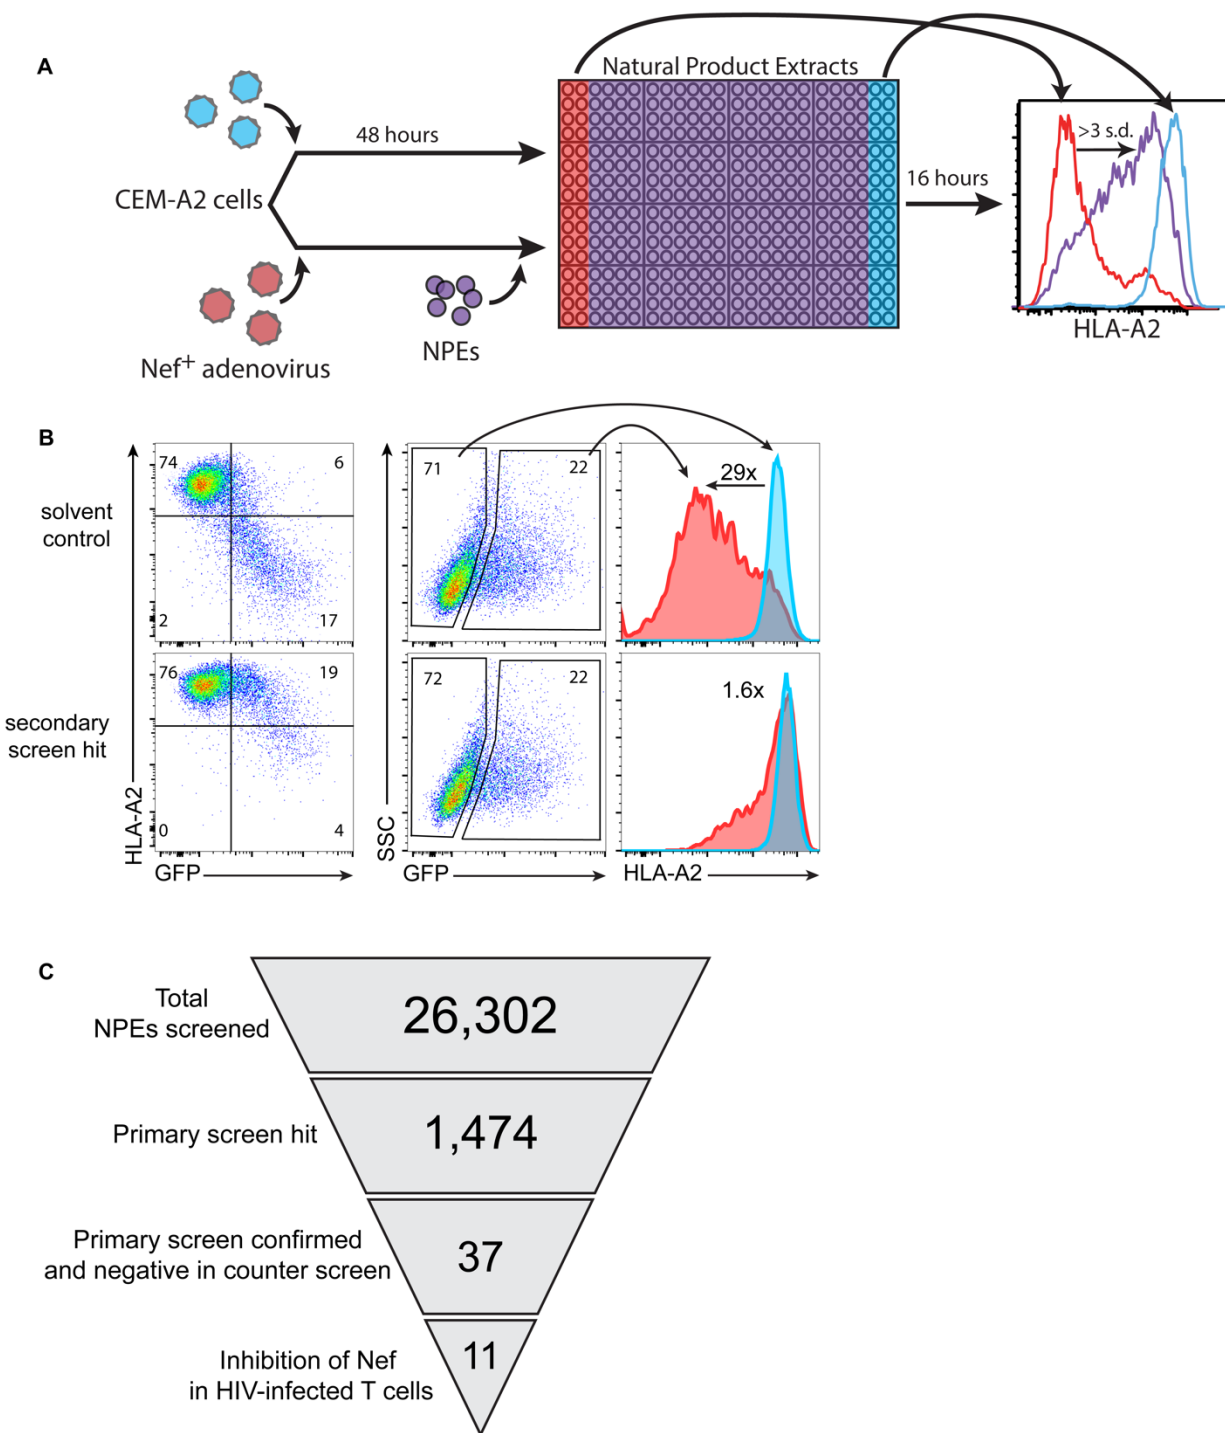 A
Natural Product Extracts
48 hours
CEM-A2 cells
16 hours
>3 s.d.
Nef+ adenovirus
NPEs
HLA-A2
B
solvent
control
74
6
2
17
71
22
29x
secondary
screen hit
76
19
0
4
72
22
1.6x
HLA-A2
SSC
GFP
GFP
HLA-A2
C
Total
NPEs screened
26,302
Primary screen hit
1,474
Primary screen confirmed
and negative in counter screen
37
Inhibition of Nef
in HIV-infected T cells
11